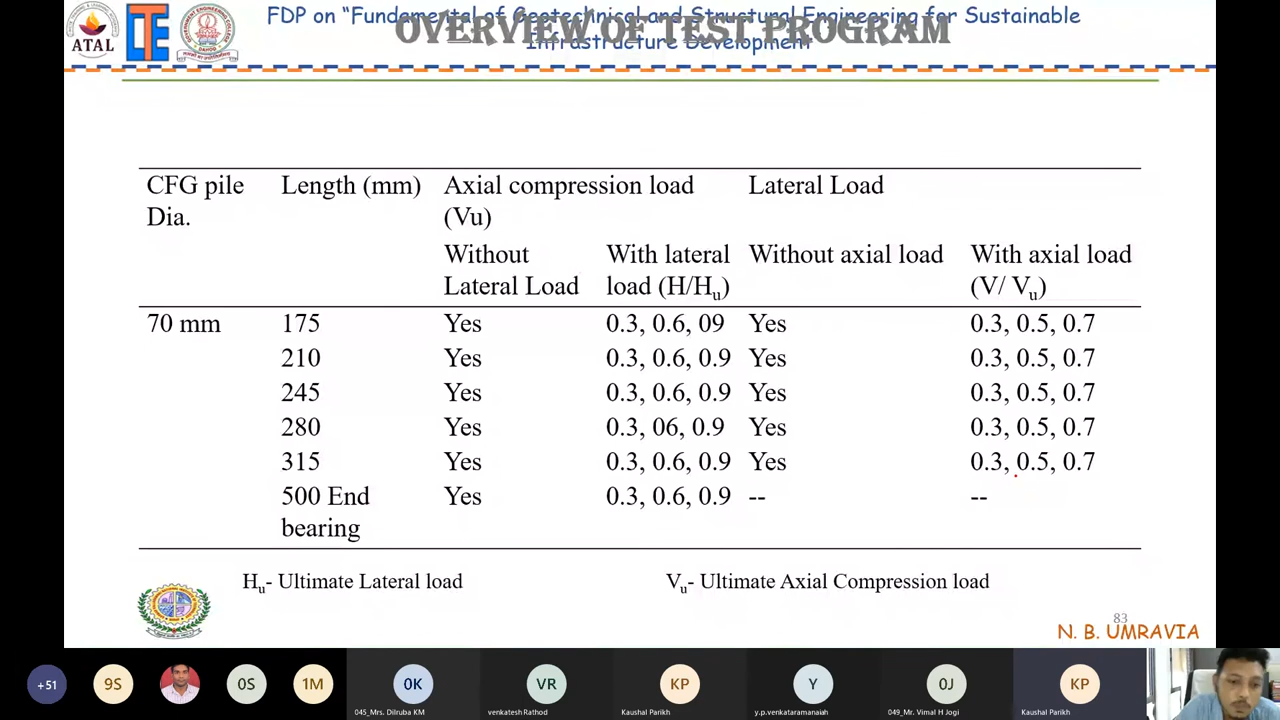 FDP on “Fundamental of Geotechnical and Structural Engineering for Sustainable
Infrastructure Development”
OVERVIEW OF TEST PROGRAM
ATAL
LTE
CFG pile Dia. Length (mm) Axial compression load (Vu) Lateral Load
Without Lateral Load With lateral load (H/Hu) Without axial load With axial load (V/ Vu)
70 mm 175 Yes 0.3, 0.6, 09 Yes 0.3, 0.5, 0.7
210 Yes 0.3, 0.6, 0.9 Yes 0.3, 0.5, 0.7
245 Yes 0.3, 0.6, 0.9 Yes 0.3, 0.5, 0.7
280 Yes 0.3, 06, 0.9 Yes 0.3, 0.5, 0.7
315 Yes 0.3, 0.6, 0.9 Yes 0.3, 0.5, 0.7
500 End bearing Yes 0.3, 0.6, 0.9 -- --
Hu- Ultimate Lateral load Vu- Ultimate Axial Compression load
83
N. B. UMRAVIA
+51 9S 0S 1M 0K VR KP Y 0J KP
045_Mrs. Dilruba KM venkatesh Rathod Kaushal Parikh y.p.venkataramanaiah 049_Mr. Vimal H Jogi Kaushal Parikh